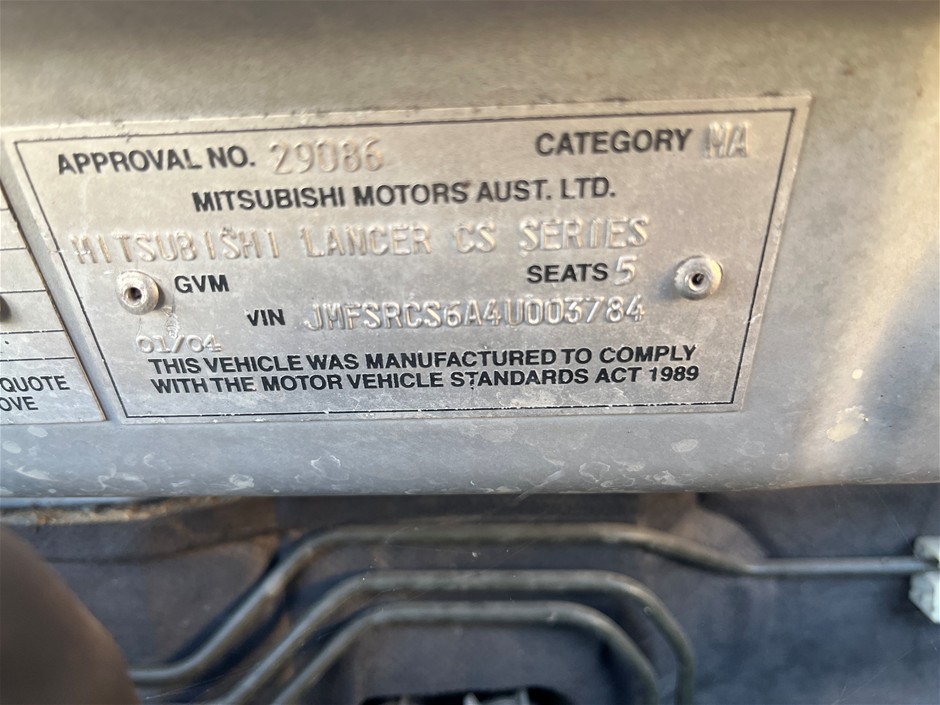 APPROVAL NO. 29086 CATEGORY MA
MITSUBISHI MOTORS AUST. LTD.
MITSUBISHI LANCER CS SERIES
GVM SEATS 5
VIN JMFSRCS6A4U003784
01/04
THIS VEHICLE WAS MANUFACTURED TO COMPLY
WITH THE MOTOR VEHICLE STANDARDS ACT 1989
QUOTE
OVE